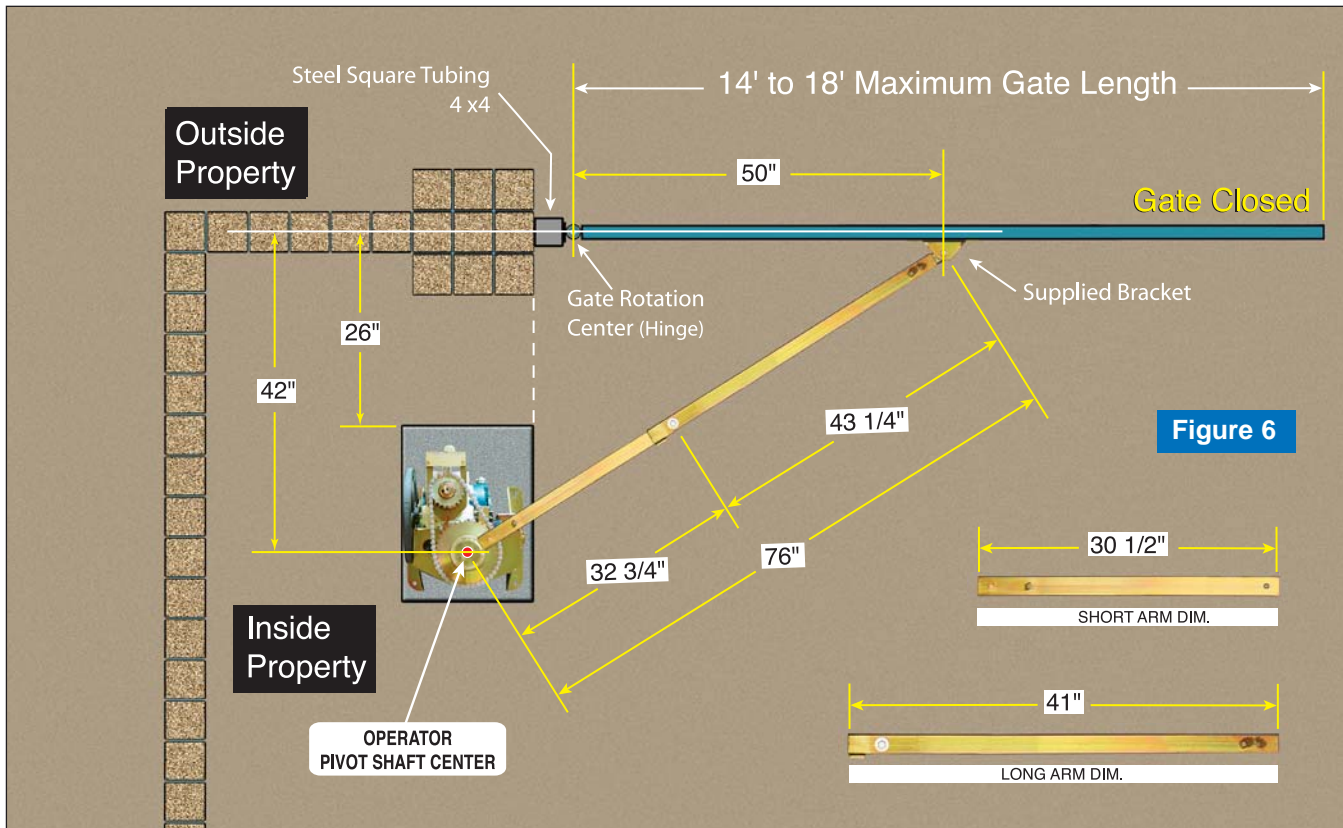 Steel Square Tubing
4 x4
14' to 18' Maximum Gate Length
Outside
Property
50"
Gate Closed
Gate Rotation
Center (Hinge)
Supplied Bracket
26"
42"
43 1/4"
Figure 6
32 3/4"
76"
30 1/2"
SHORT ARM DIM.
Inside
Property
41"
LONG ARM DIM.
OPERATOR
PIVOT SHAFT CENTER